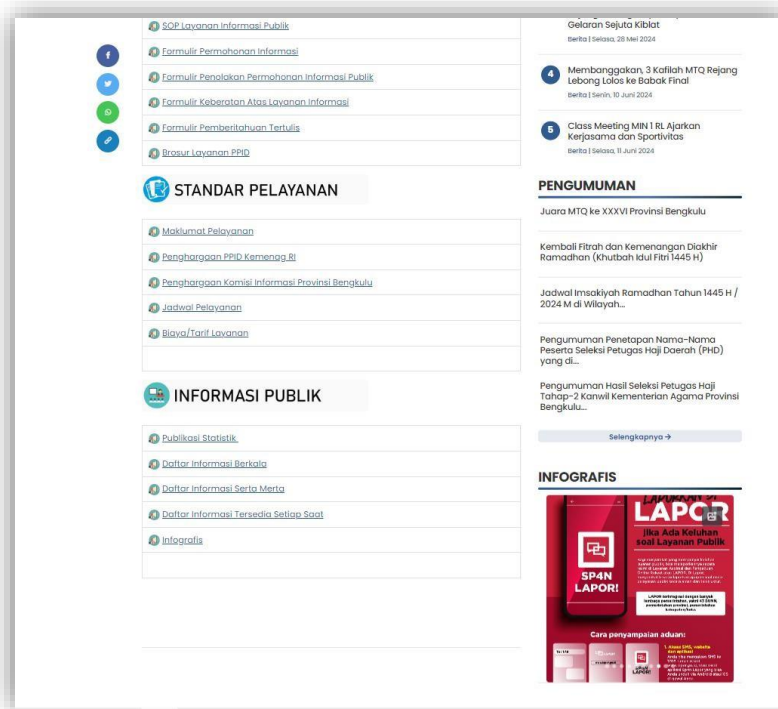 SOP Layanan Informasi Publik
Formulir Permohonan Informasi
Formulir Penolakan Permohonan Informasi Publik
Formulir Keberatan Atas Layanan Informasi
Formulir Pemberitahuan Tertulis
Brosur Layanan PPID
STANDAR PELAYANAN
Maklumat Pelayanan
Penghargaan PPID Kemenag RI
Penghargaan Komisi Informasi Provinsi Bengkulu
Jadwal Pelayanan
Biaya/Tarif Layanan
INFORMASI PUBLIK
Publikasi Statistik
Daftar Informasi Berkala
Daftar Informasi Serta Merta
Daftar Informasi Tersedia Setiap Saat
Infografis
Gelaran Sejuta Kiblat
Berita | Selasa, 28 Mei 2024
4
Membanggakan, 3 Kafilah MTQ Rejang
Lebong Lolos ke Babak Final
Berita | Senin, 10 Juni 2024
5
Class Meeting MIN 1 RL Ajarkan
Kerjasama dan Sportivitas
Berita | Selasa, 11 Juni 2024
PENGUMUMAN
Juara MTQ ke XXXVI Provinsi Bengkulu
Kembali Fitrah dan Kemenangan Diakhir
Ramadhan (Khutbah Idul Fitri 1445 H)
Jadwal Imsakiyah Ramadhan Tahun 1445 H /
2024 M di Wilayah...
Pengumuman Penetapan Nama-Nama
Peserta Seleksi Petugas Haji Daerah (PHD)
yang di...
Pengumuman Hasil Seleksi Petugas Haji
Tahap-2 Kanwil Kementerian Agama Provinsi
Bengkulu...
Selengkapnya →
INFOGRAFIS
LAPOR
Jika Ada Keluhan
soal Layanan Publik
SP4N
LAPOR!
Cara penyampaian aduan:
1. Akses SMS, website
dan aplikasi